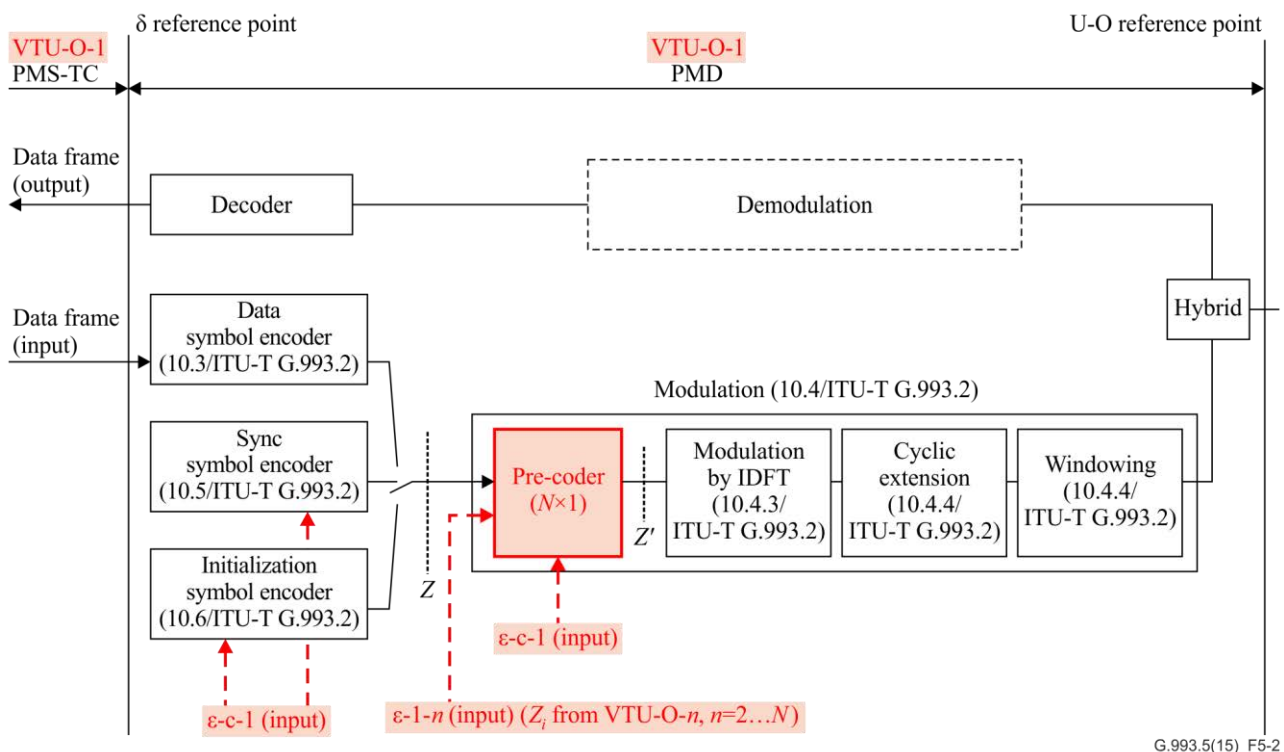 δ reference point
U-O reference point
VTU-O-1
PMS-TC
VTU-O-1
PMD
Data frame
(output)
Decoder
Demodulation
Hybrid
Data frame
(input)
Data
symbol encoder
(10.3/ITU-T G.993.2)
Modulation (10.4/ITU-T G.993.2)
Sync
symbol encoder
(10.5/ITU-T G.993.2)
Pre-coder
(N×1)
Modulation
by IDFT
(10.4.3/
ITU-T G.993.2)
Cyclic
extension
(10.4.4/
ITU-T G.993.2)
Windowing
(10.4.4/
ITU-T G.993.2)
Z
Z′
Initialization
symbol encoder
(10.6/ITU-T G.993.2)
ε-c-1 (input)
ε-c-1 (input)
ε-1-n (input) (Zi from VTU-O-n, n=2…N)
G.993.5(15)_F5-2